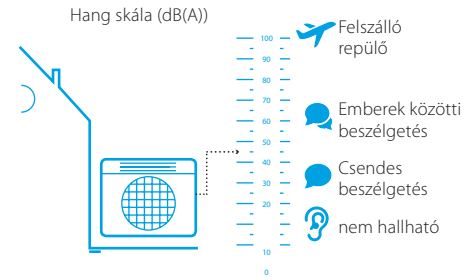 Hang skála (dB(A))
100
90
80
70
60
50
40
30
20
10
0
Felszálló
repülő
Emberek közötti
beszélgetés
Csendes
beszélgetés
nem hallható